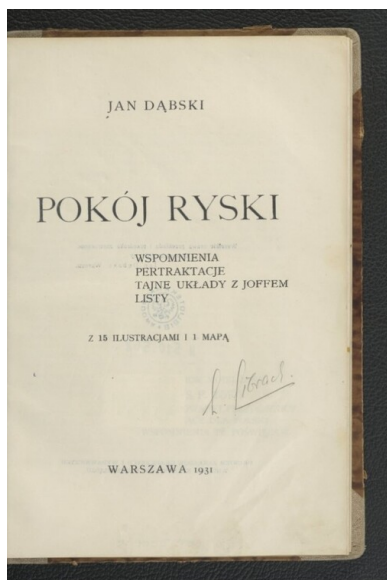 JAN DĄBSKI
POKÓJ RYSKI
WSPOMNIENIA
PERTRAKTACJE
TAJNE UKŁADY Z JOFFEM
LISTY
Z 15 ILUSTRACJAMI I 1 MAPĄ
WARSZAWA 1931